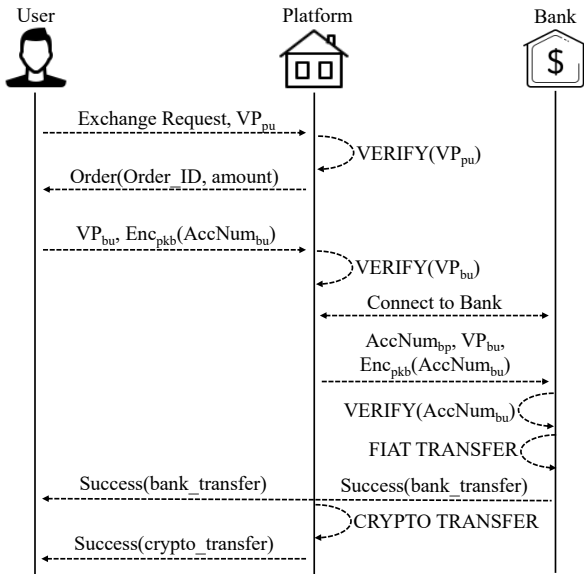 User
Platform
Bank
$
Exchange Request, VP_pu
VERIFY(VP_pu)
Order(Order_ID, amount)
VP_bu, Enc_pkb(AccNum_bu)
VERIFY(VP_bu)
Connect to Bank
AccNum_bp, VP_bu,
Enc_pkb(AccNum_bu)
VERIFY(AccNum_bu)
FIAT TRANSFER
Success(bank_transfer)
Success(bank_transfer)
CRYPTO TRANSFER
Success(crypto_transfer)